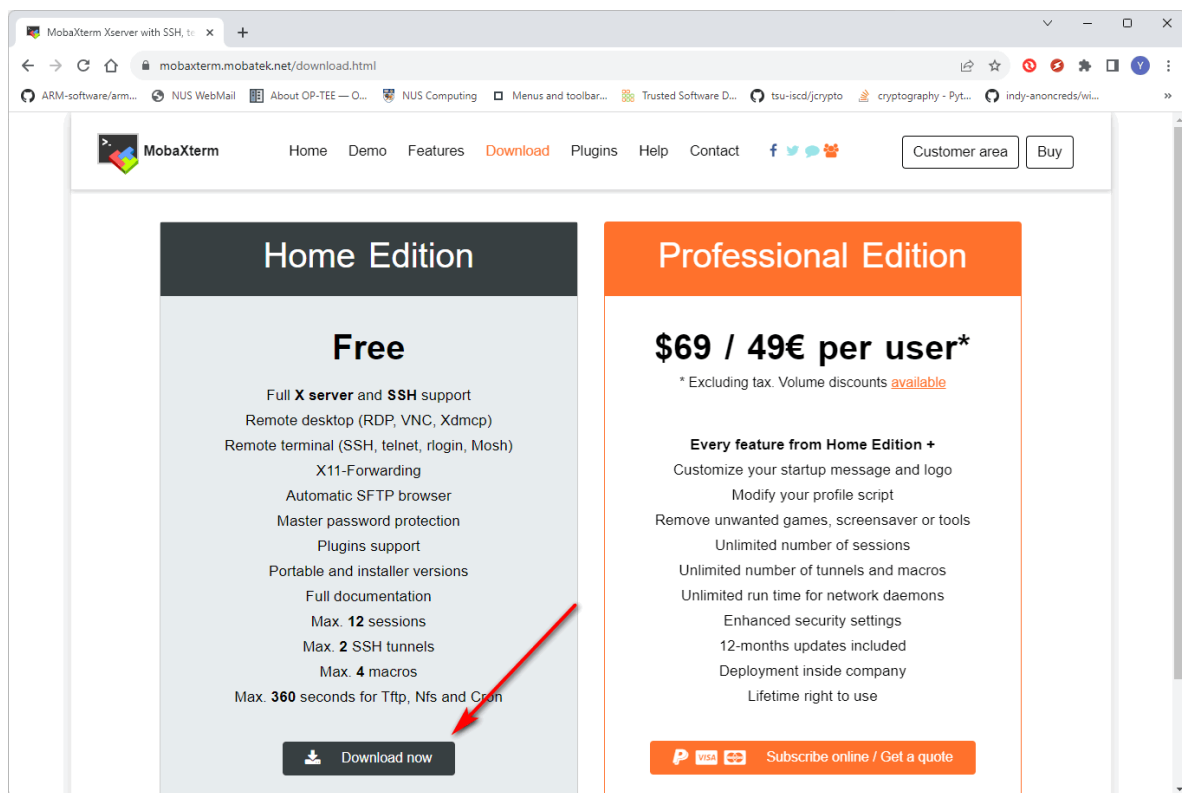 MobaXterm Xserver with SSH, te
mobaxterm.mobatek.net/download.html
Y
ARM-software/arm...
NUS WebMail
About OP-TEE — O...
NUS Computing
Menus and toolbar...
Trusted Software D...
tsu-iscd/jcrypto
cryptography - Pyt...
indy-anoncreds/wi...
»
MobaXterm
Home
Demo
Features
Download
Plugins
Help
Contact
Customer area
Buy
Home Edition
Free
Full X server and SSH support
Remote desktop (RDP, VNC, Xdmcp)
Remote terminal (SSH, telnet, rlogin, Mosh)
X11-Forwarding
Automatic SFTP browser
Master password protection
Plugins support
Portable and installer versions
Full documentation
Max. 12 sessions
Max. 2 SSH tunnels
Max. 4 macros
Max. 360 seconds for Tftp, Nfs and Cron
Download now
Professional Edition
$69 / 49€ per user*
* Excluding tax. Volume discounts available
Every feature from Home Edition +
Customize your startup message and logo
Modify your profile script
Remove unwanted games, screensaver or tools
Unlimited number of sessions
Unlimited number of tunnels and macros
Unlimited run time for network daemons
Enhanced security settings
12-months updates included
Deployment inside company
Lifetime right to use
VISA
Subscribe online / Get a quote